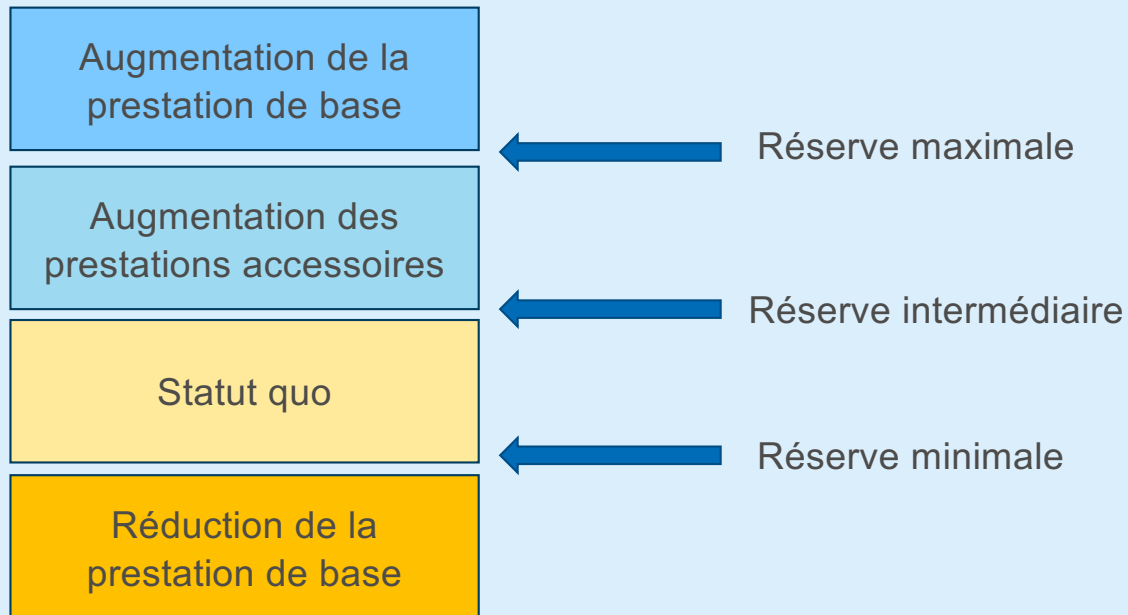 Augmentation de la
prestation de base
Réserve maximale
Augmentation des
prestations accessoires
Réserve intermédiaire
Statut quo
Réserve minimale
Réduction de la
prestation de base